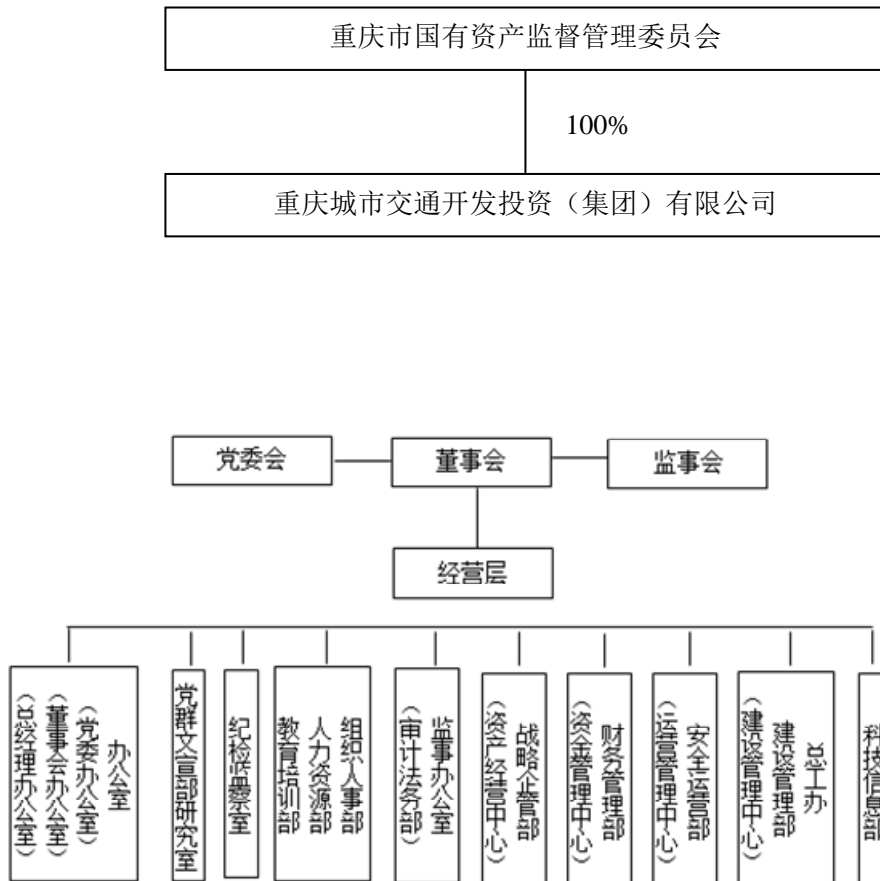 重庆市国有资产监督管理委员会
100%
重庆城市交通开发投资（集团）有限公司
党委会
董事会
监事会
经营层
办公室
（党委办公室）
（董事会办公室）
（总经理办公室）
党群文宣部研究室
纪检监察室
组织人事部
人力资源部
教育培训部
监事办公室
（审计法务部）
战略企管部
（资产经营中心）
财务管理部
（资金管理中心）
安全运营部
（运营管理中心）
总工办
建设管理部
（建设管理中心）
科技信息部